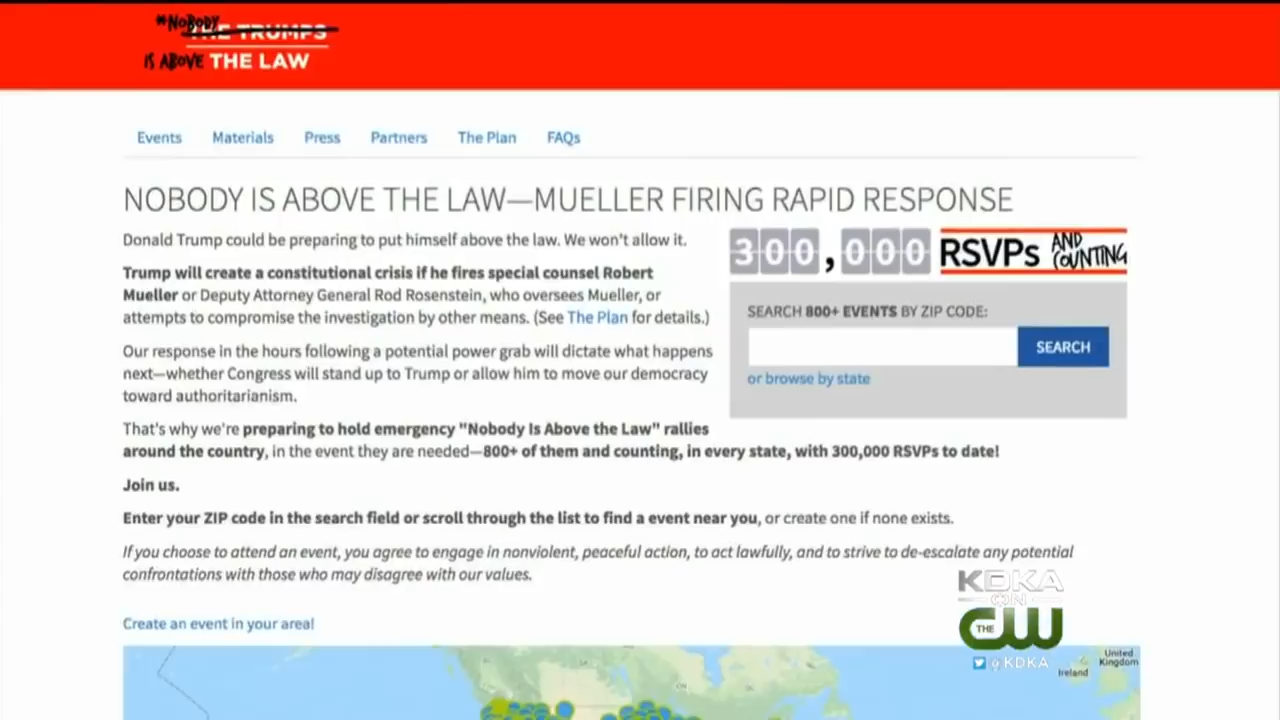 *NOBODY
THE TRUMPS
IS ABOVE THE LAW
Events Materials Press Partners The Plan FAQs
NOBODY IS ABOVE THE LAW—MUELLER FIRING RAPID RESPONSE
Donald Trump could be preparing to put himself above the law. We won't allow it.
Trump will create a constitutional crisis if he fires special counsel Robert
Mueller or Deputy Attorney General Rod Rosenstein, who oversees Mueller, or
attempts to compromise the investigation by other means. (See The Plan for details.)
Our response in the hours following a potential power grab will dictate what happens
next—whether Congress will stand up to Trump or allow him to move our democracy
toward authoritarianism.
300,000 RSVPs AND COUNTING
SEARCH 800+ EVENTS BY ZIP CODE:
SEARCH
or browse by state
That's why we're preparing to hold emergency "Nobody Is Above the Law" rallies
around the country, in the event they are needed—800+ of them and counting, in every state, with 300,000 RSVPs to date!
Join us.
Enter your ZIP code in the search field or scroll through the list to find a event near you, or create one if none exists.
If you choose to attend an event, you agree to engage in nonviolent, peaceful action, to act lawfully, and to strive to de-escalate any potential
confrontations with those who may disagree with our values.
Create an event in your area!
KDKA
ON
THE CW
@KDKA
United
Kingdom
Ireland
ON